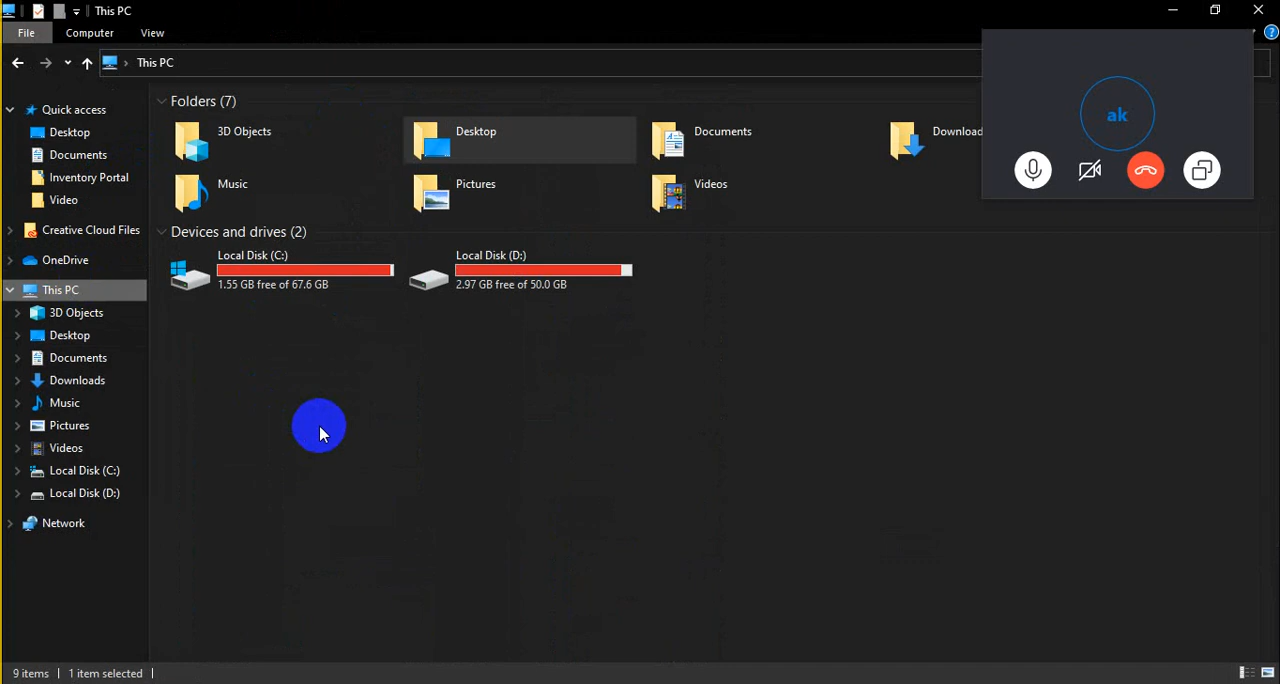 This PC
File
Computer
View
This PC
Quick access
Desktop
Documents
Inventory Portal
Video
Creative Cloud Files
OneDrive
This PC
3D Objects
Desktop
Documents
Downloads
Music
Pictures
Videos
Local Disk (C:)
Local Disk (D:)
Network
Folders (7)
3D Objects
Desktop
Documents
Download
Music
Pictures
Videos
Devices and drives (2)
Local Disk (C:)
1.55 GB free of 67.6 GB
Local Disk (D:)
2.97 GB free of 50.0 GB
ak
9 items
1 item selected